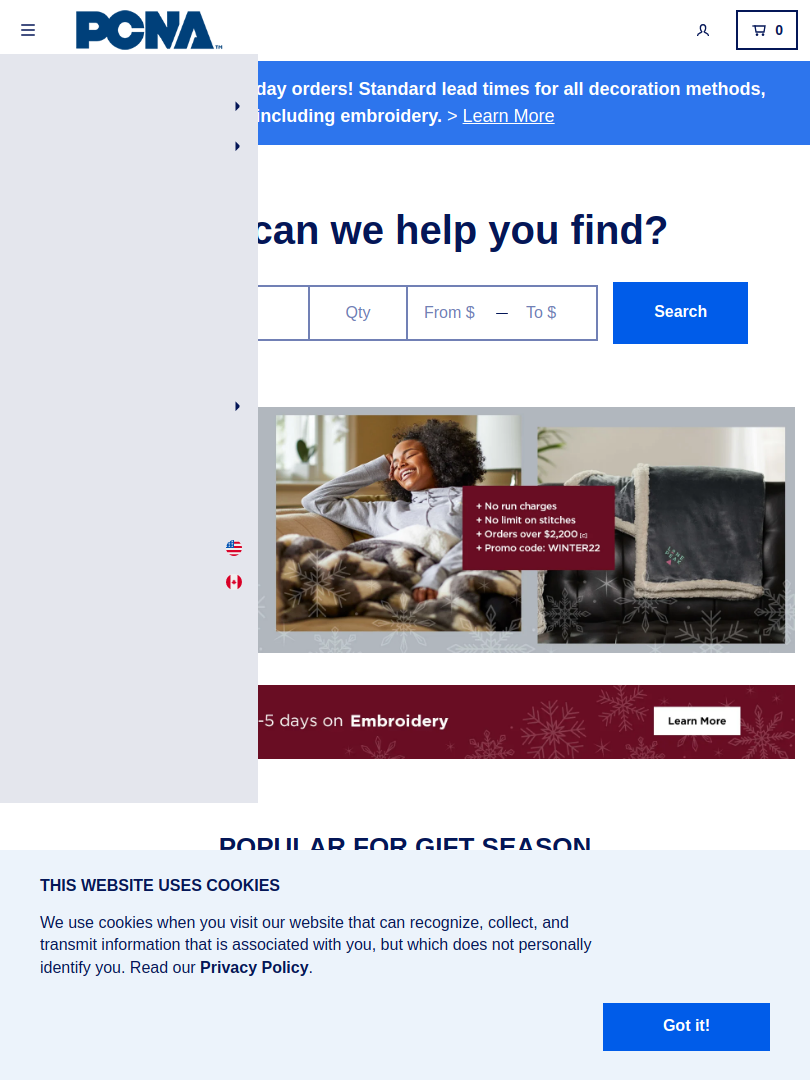 PCNA™
0
day orders! Standard lead times for all decoration methods,
including embroidery. > Learn More
can we help you find?
Qty
From $ — To $
Search
+ No run charges
+ No limit on stitches
+ Orders over $2,200 [C]
+ Promo code: WINTER22
-5 days on Embroidery
Learn More
POPULAR FOR GIFT SEASON
THIS WEBSITE USES COOKIES
We use cookies when you visit our website that can recognize, collect, and
transmit information that is associated with you, but which does not personally
identify you. Read our Privacy Policy.
Got it!